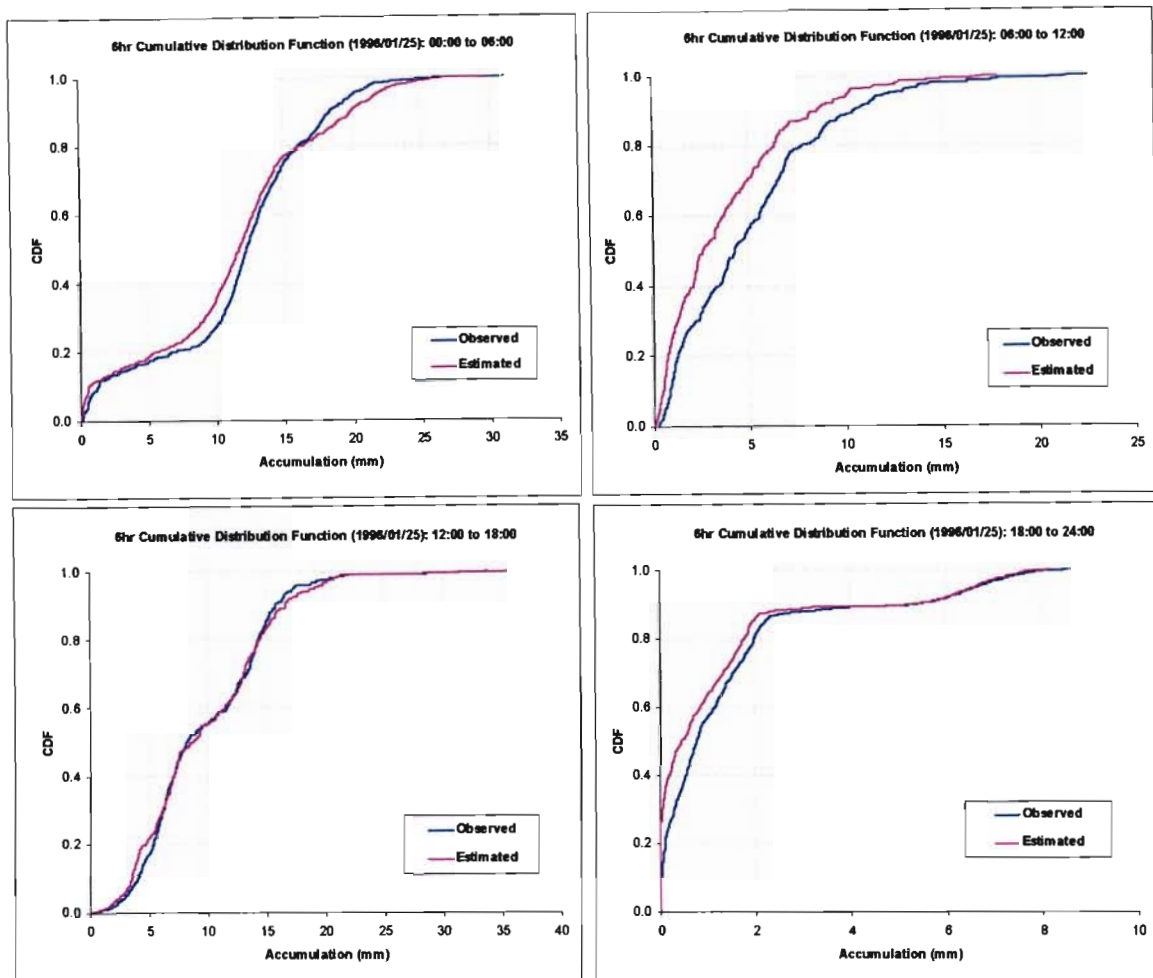 6hr Cumulative Distribution Function (1996/01/25): 00:00 to 06:00
CDF
1.0
0.8
0.6
0.4
0.2
0.0
0 5 10 15 20 25 30 35
Accumulation (mm)
Observed
Estimated
6hr Cumulative Distribution Function (1996/01/25): 06:00 to 12:00
CDF
1.0
0.8
0.6
0.4
0.2
0.0
0 5 10 15 20 25
Accumulation (mm)
Observed
Estimated
6hr Cumulative Distribution Function (1996/01/25): 12:00 to 18:00
CDF
1.0
0.8
0.6
0.4
0.2
0.0
0 5 10 15 20 25 30 35 40
Accumulation (mm)
Observed
Estimated
6hr Cumulative Distribution Function (1996/01/25): 18:00 to 24:00
CDF
1.0
0.8
0.6
0.4
0.2
0.0
0 2 4 6 8 10
Accumulation (mm)
Observed
Estimated